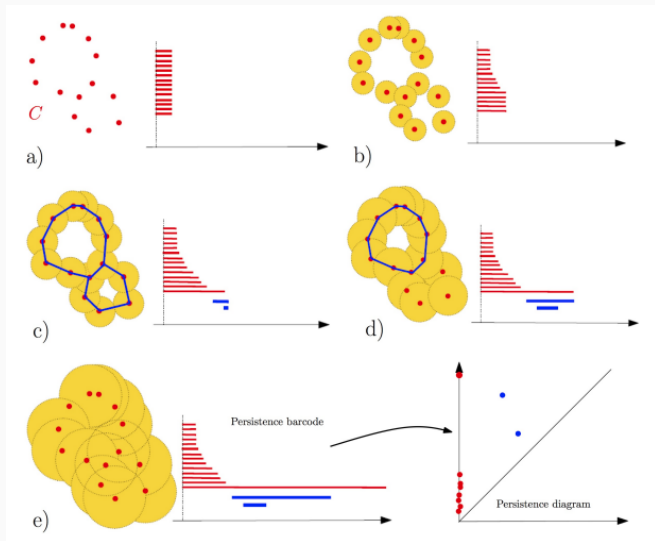 C
a)
b)
c)
d)
Persistence barcode
Persistence diagram
e)